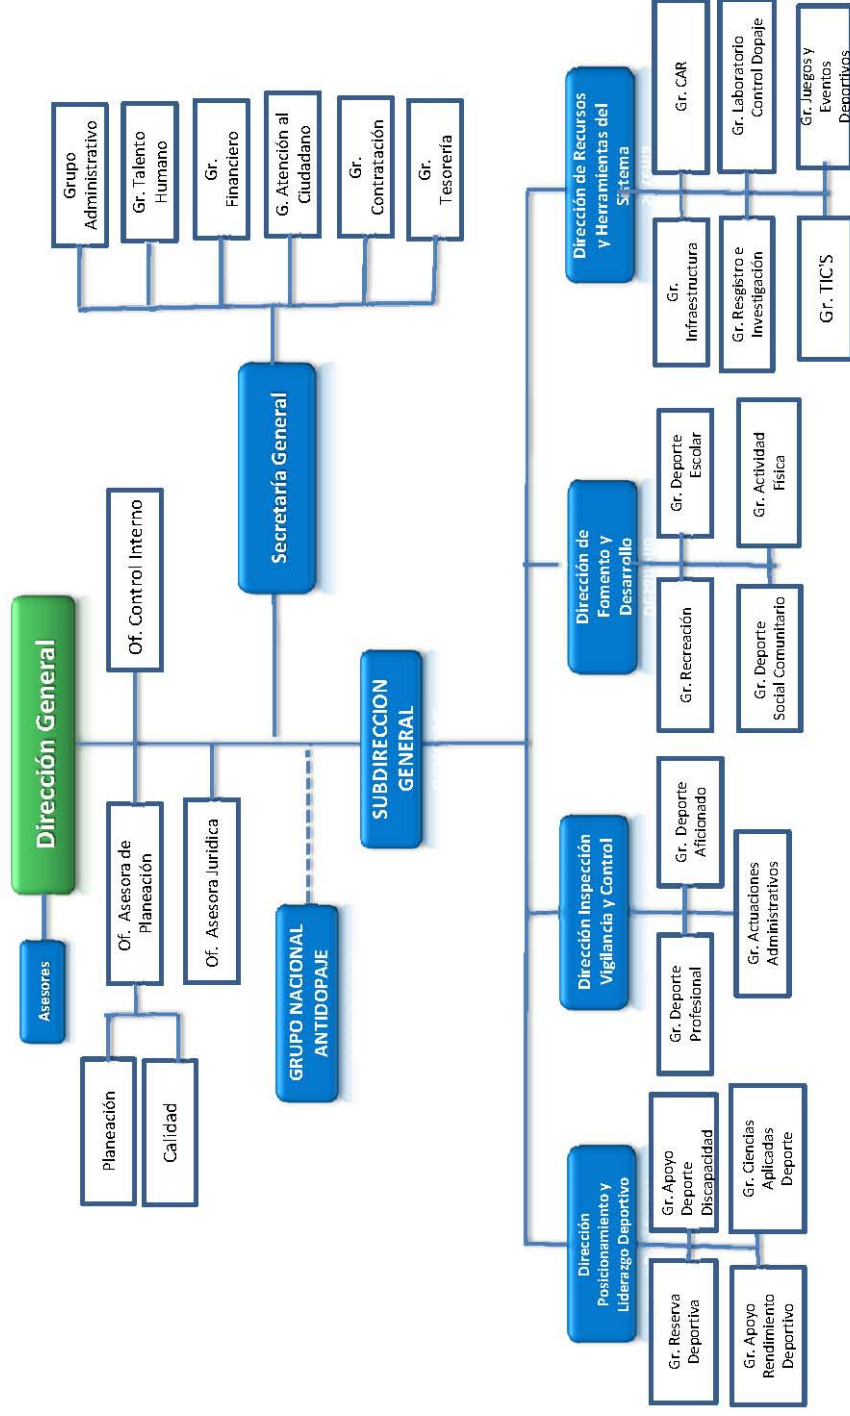 Dirección General
Asesores
Of. Asesora de
Planeación
Of. Control Interno
Planeación
Calidad
Of. Asesora Juridica
GRUPO NACIONAL
ANTIDOPAJE
Secretaría General
Grupo
Administrativo
Gr. Talento
Humano
Gr.
Financiero
G. Atención al
Ciudadano
Gr.
Contratación
Gr.
Tesorería
SUBDIRECCION
GENERAL
Dirección
Posicionamiento y
Liderazgo Deportivo
Gr. Reserva
Deportiva
Gr. Apoyo
Deporte
Discapacidad
Gr. Apoyo
Rendimiento
Deportivo
Gr. Ciencias
Aplicadas
Deporte
Dirección Inspección
Vigilancia y Control
Gr. Deporte
Profesional
Gr. Deporte
Aficionado
Gr. Actuaciones
Administrativos
Dirección de
Fomento y
Desarrollo
Gr. Recreación
Gr. Deporte
Escolar
Gr. Deporte
Social Comunitario
Gr. Actividad
Física
Dirección de Recursos
y Herramientas del
Sistema
Gr.
Infraestructura
Gr. CAR
Gr. Resgistro e
Investigación
Gr. Laboratorio
Control Dopaje
Gr. TIC'S
Gr. Juegos y
Eventos
Deportivos